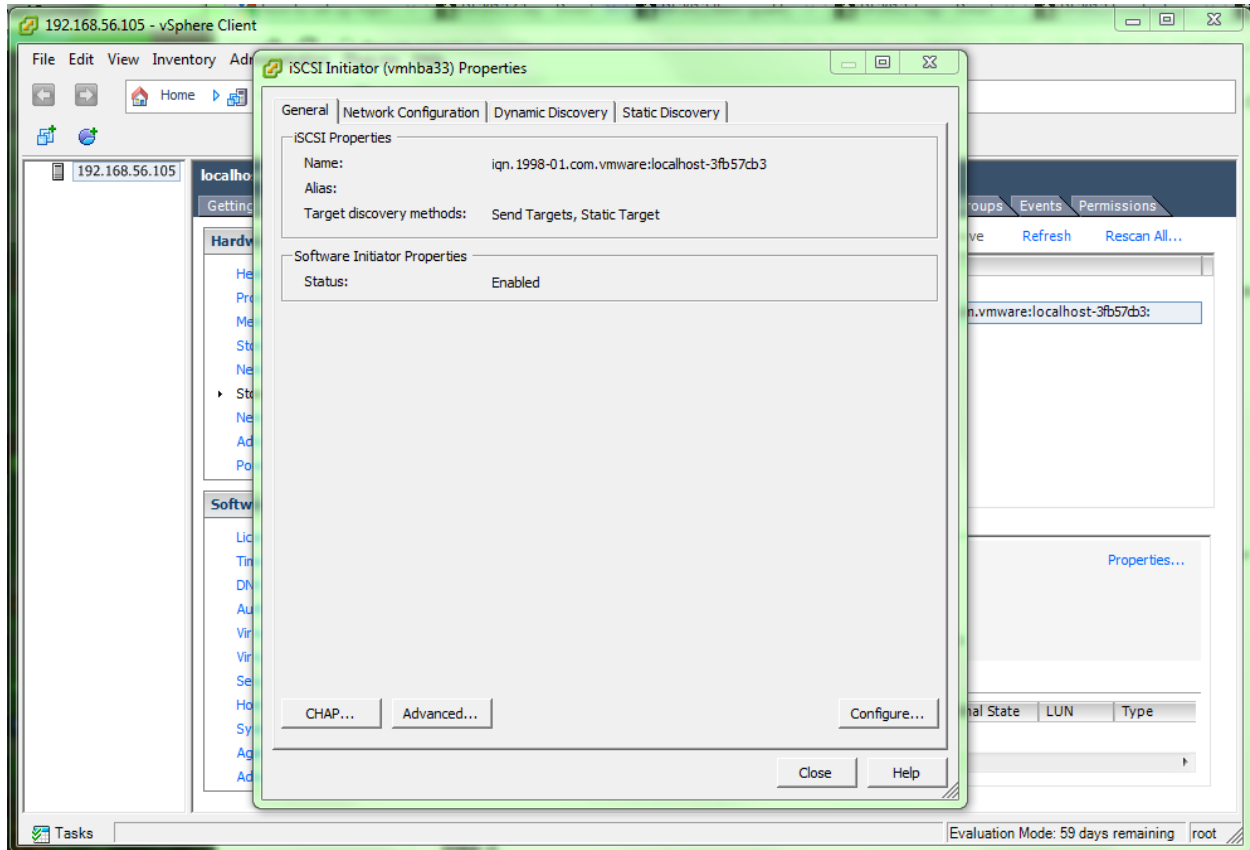 192.168.56.105 - vSphere Client
File Edit View Inventory
Home
iSCSI Initiator (vmhba33) Properties
General Network Configuration Dynamic Discovery Static Discovery
iSCSI Properties
Name: iqn.1998-01.com.vmware:localhost-3fb57cb3
Alias:
Target discovery methods: Send Targets, Static Target
Software Initiator Properties
Status: Enabled
CHAP... Advanced... Configure...
Close Help
192.168.56.105
Events Permissions
Refresh Rescan All...
n.vmware:localhost-3fb57cb3:
Properties...
nal State LUN Type
Tasks
Evaluation Mode: 59 days remaining root